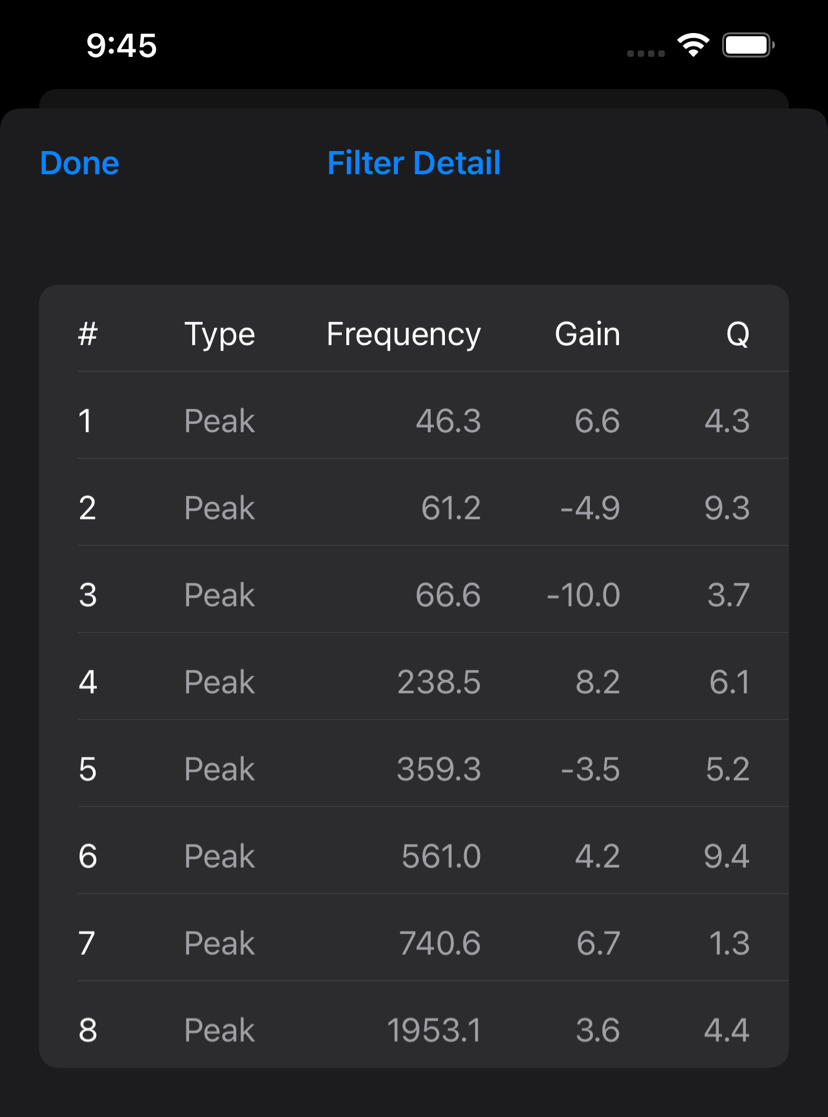 9:45
Done Filter Detail
# Type Frequency Gain Q
1 Peak 46.3 6.6 4.3
2 Peak 61.2 -4.9 9.3
3 Peak 66.6 -10.0 3.7
4 Peak 238.5 8.2 6.1
5 Peak 359.3 -3.5 5.2
6 Peak 561.0 4.2 9.4
7 Peak 740.6 6.7 1.3
8 Peak 1953.1 3.6 4.4